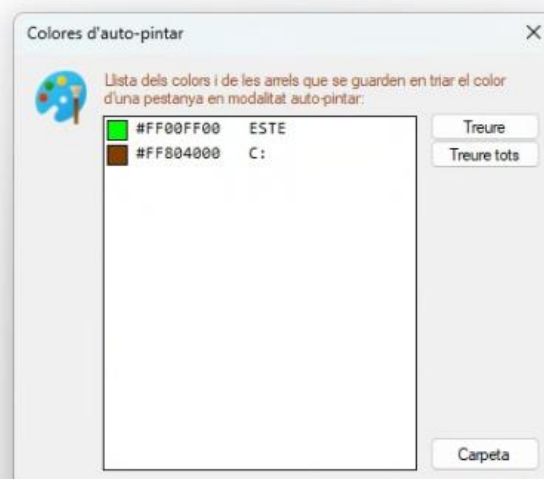 Colores d'auto-pintar
Llista dels colors i de les arrels que se guarden en triar el color
d'una pestanya en modalitat auto-pintar:
#FF00FF00 ESTE
#FF804000 C:
Treure
Treure tots
Carpeta